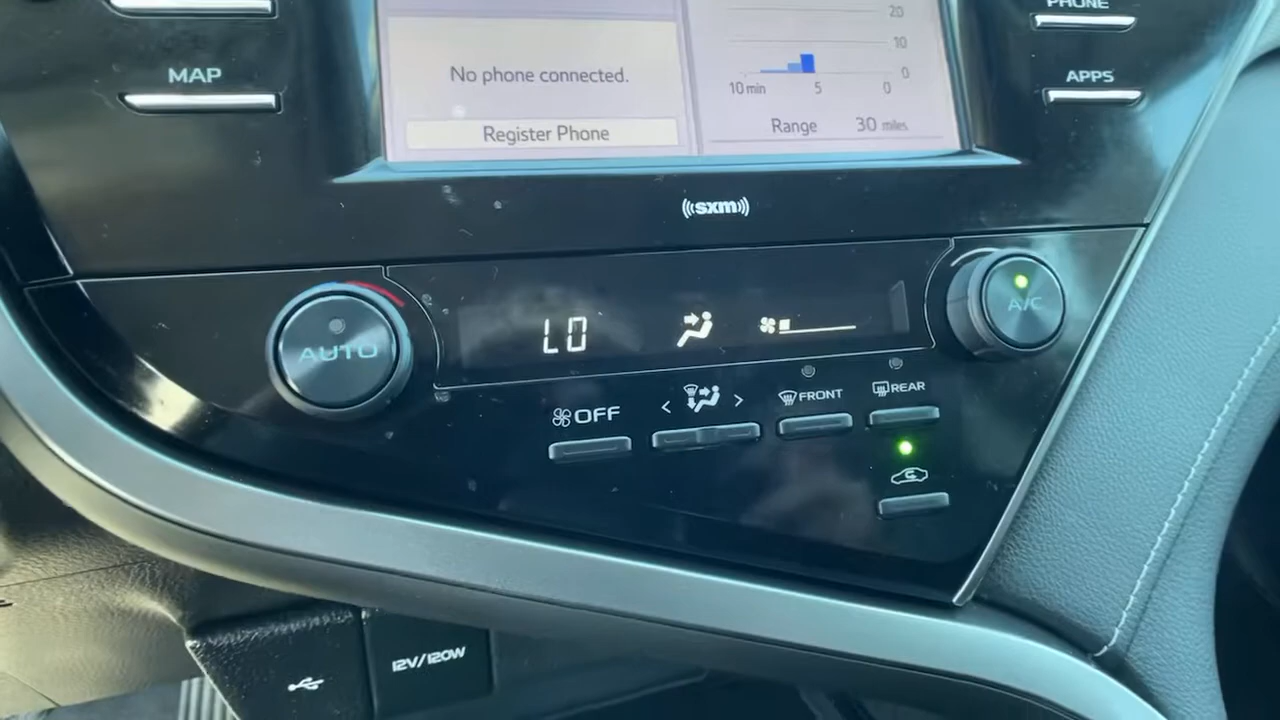 PHONE
MAP
APPS
No phone connected.
Register Phone
20
10
0
10 min 5 0
Range 30 miles
((sxm))
AUTO
LO
A/C
OFF
< >
FRONT
REAR
12V/120W